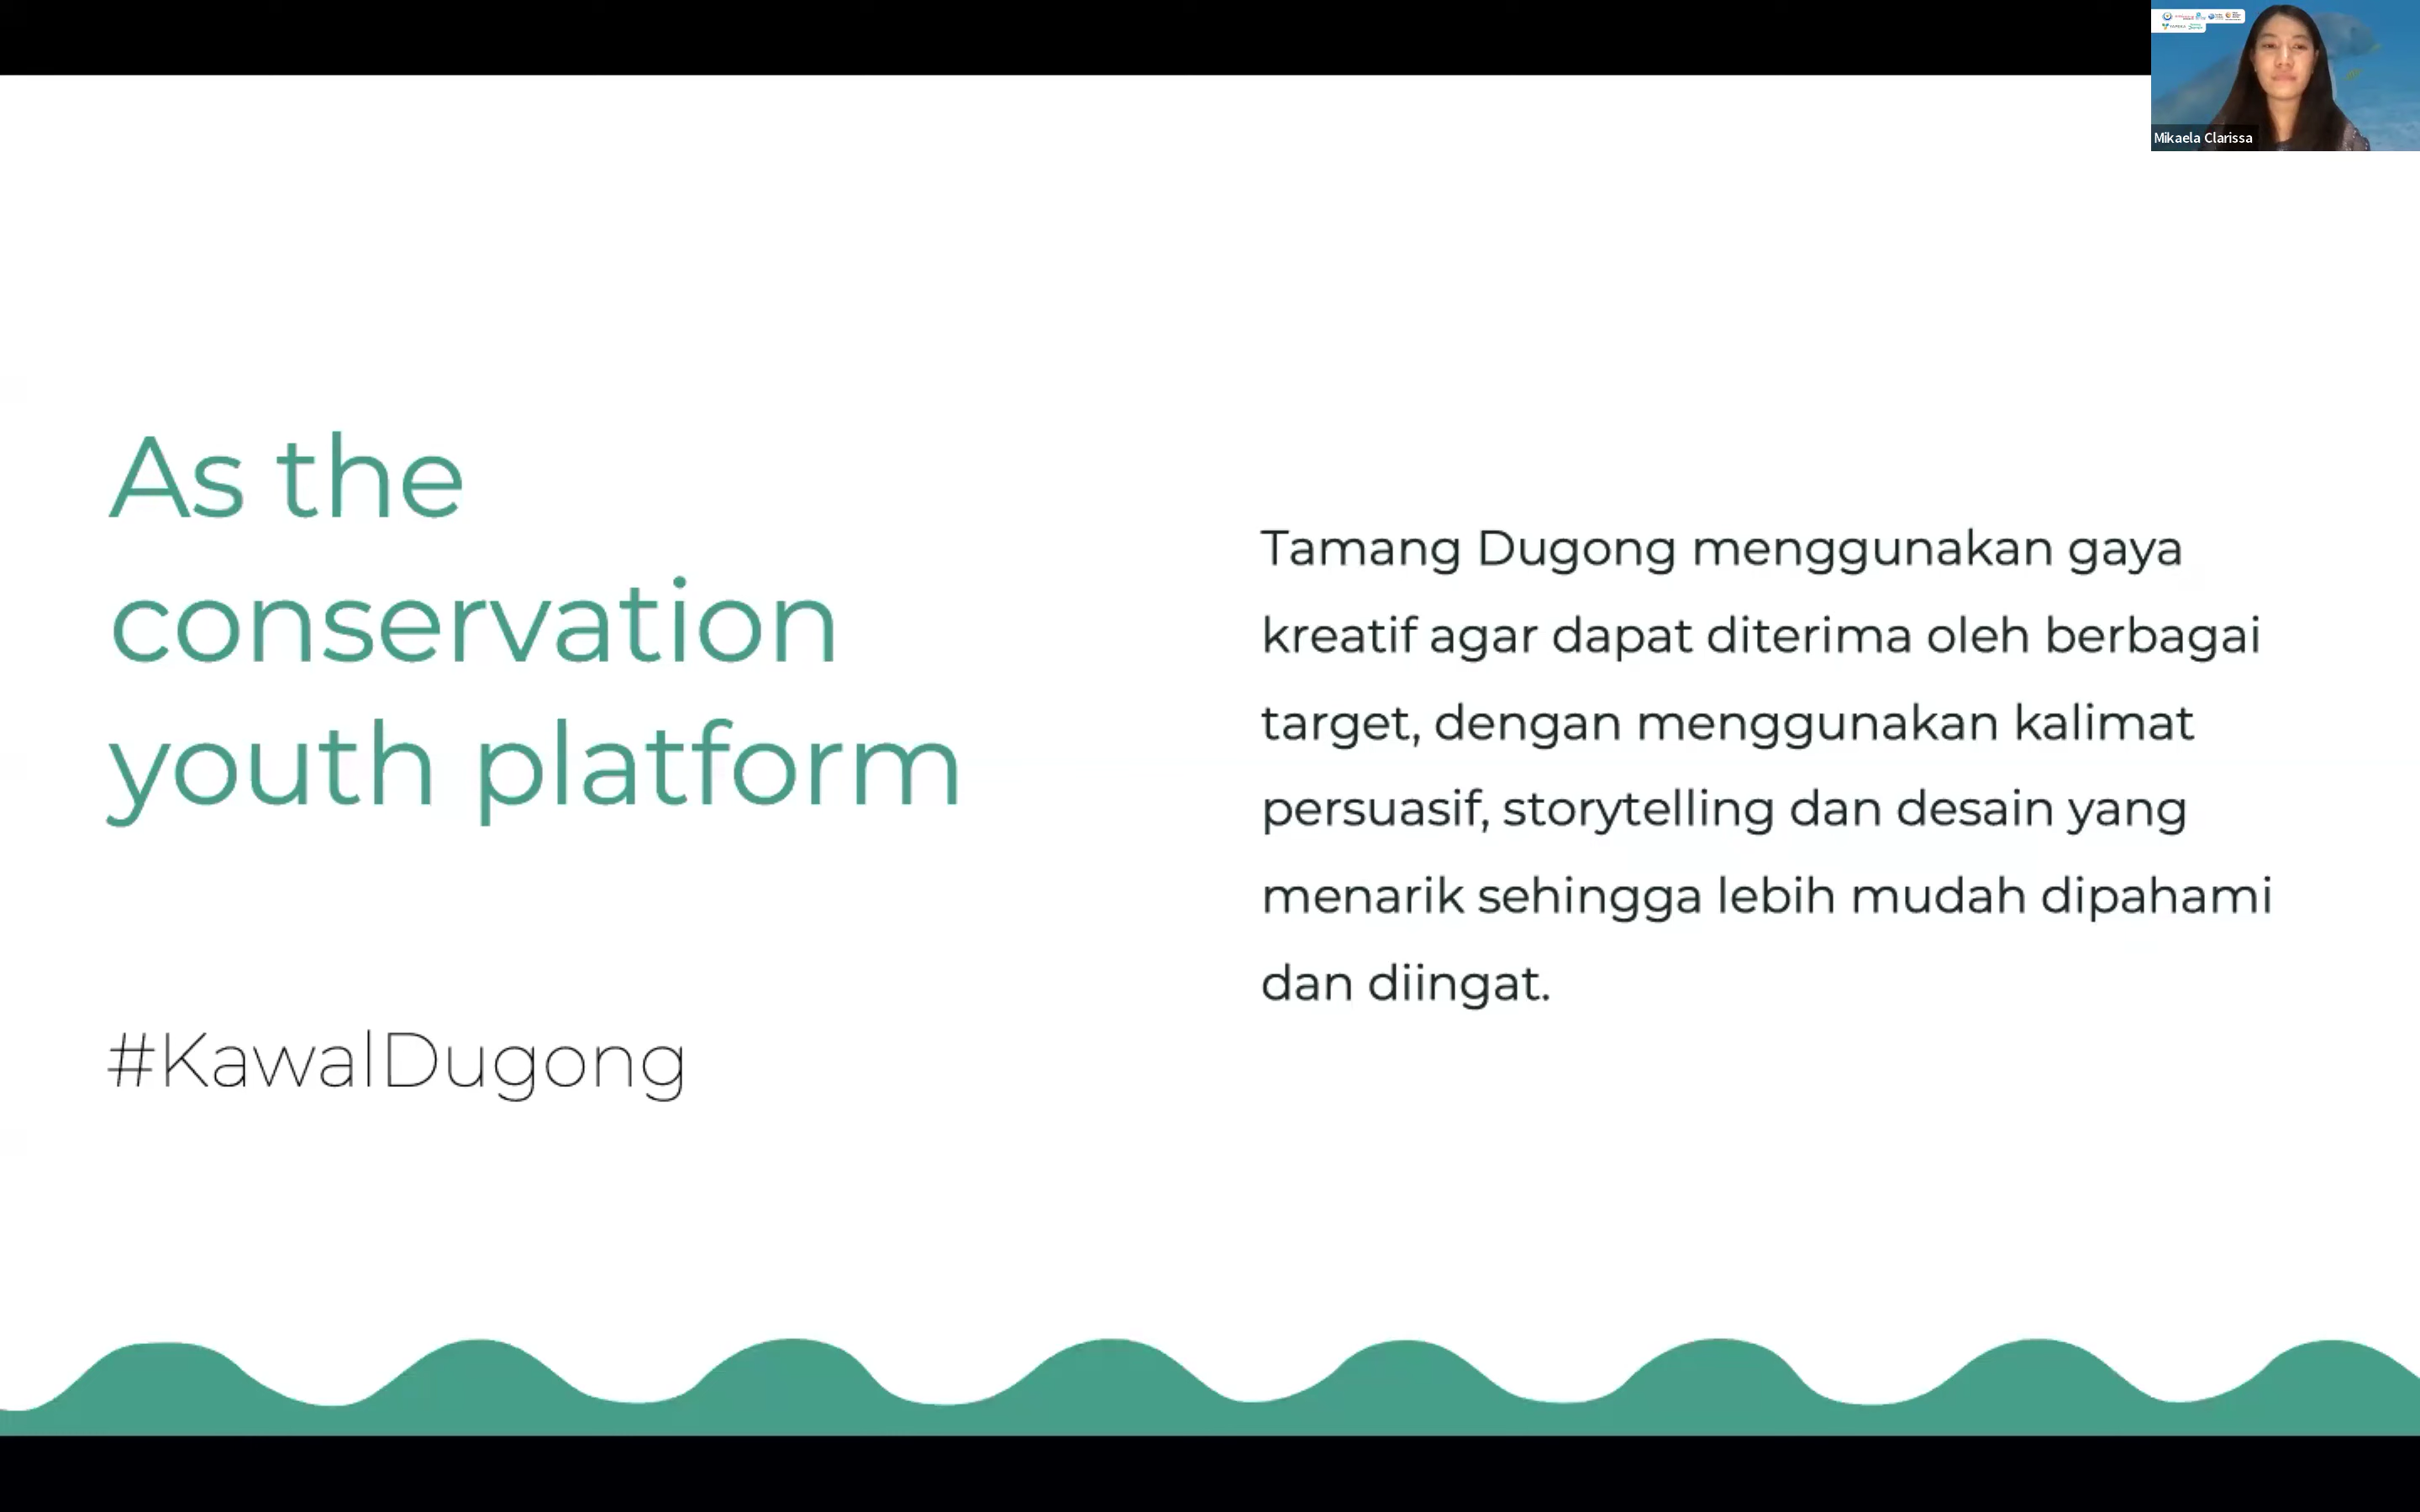 As the
conservation
youth platform
#KawalDugong
Tamang Dugong menggunakan gaya
kreatif agar dapat diterima oleh berbagai
target, dengan menggunakan kalimat
persuasif, storytelling dan desain yang
menarik sehingga lebih mudah dipahami
dan diingat.
Mikaela Clarissa